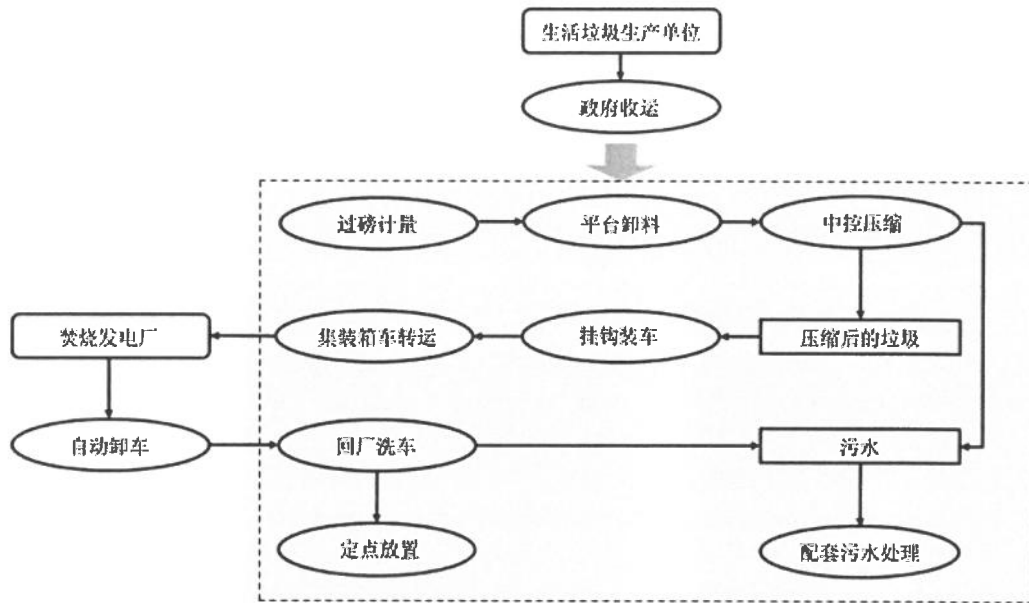 生活垃圾生产单位
政府收运
过磅计量
平台卸料
中控压缩
焚烧发电厂
集装箱车转运
挂钩装车
压缩后的垃圾
自动卸车
回厂洗车
污水
定点放置
配套污水处理